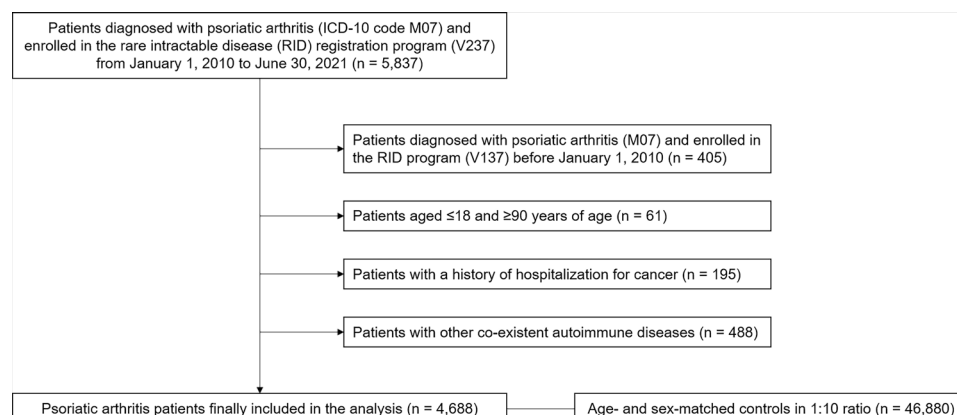 Patients diagnosed with psoriatic arthritis (ICD-10 code M07) and
enrolled in the rare intractable disease (RID) registration program (V237)
from January 1, 2010 to June 30, 2021 (n = 5,837)
Patients diagnosed with psoriatic arthritis (M07) and enrolled in
the RID program (V137) before January 1, 2010 (n = 405)
Patients aged ≤18 and ≥90 years of age (n = 61)
Patients with a history of hospitalization for cancer (n = 195)
Patients with other co-existent autoimmune diseases (n = 488)
Psoriatic arthritis patients finally included in the analysis (n = 4,688)
Age- and sex-matched controls in 1:10 ratio (n = 46,880)